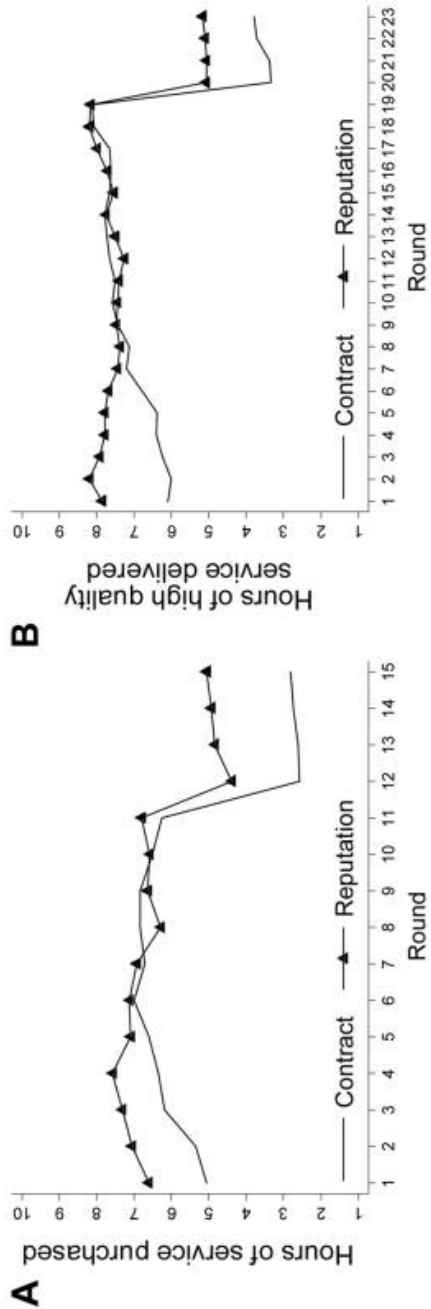 A
Hours of service purchased
10
9
8
7
6
5
4
3
2
1
1 2 3 4 5 6 7 8 9 10 11 12 13 14 15
Contract Reputation
Round
B
Hours of high quality
service delivered
10
9
8
7
6
5
4
3
2
1
1 2 3 4 5 6 7 8 9 10 11 12 13 14 15 16 17 18 19 20 21 22 23
Contract Reputation
Round